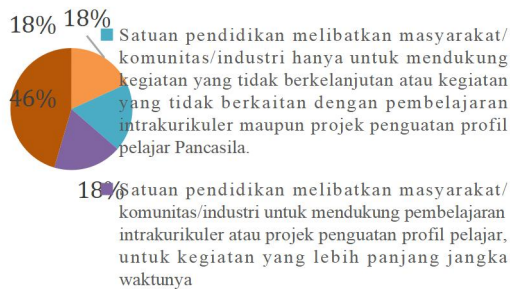 18% 18%
46%
18%
Satuan pendidikan melibatkan masyarakat/
komunitas/industri hanya untuk mendukung
kegiatan yang tidak berkelanjutan atau kegiatan
yang tidak berkaitan dengan pembelajaran
intrakurikuler maupun projek penguatan profil
pelajar Pancasila.
Satuan pendidikan melibatkan masyarakat/
komunitas/industri untuk mendukung pembelajaran
intrakurikuler atau projek penguatan profil pelajar,
untuk kegiatan yang lebih panjang jangka
waktunya